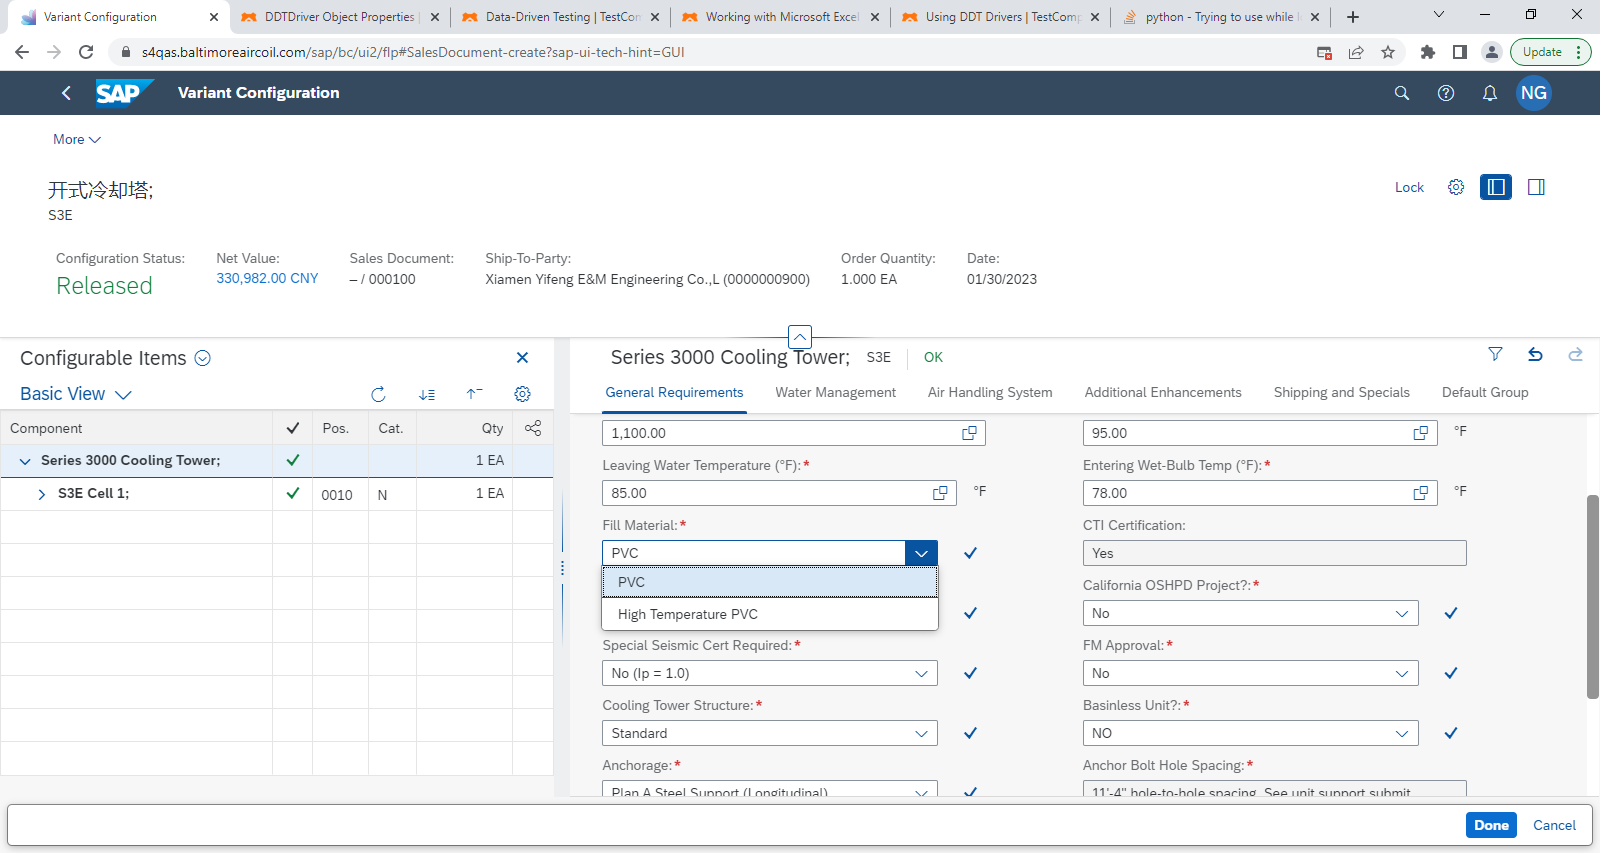 Variant Configuration
DDTDriver Object Properties
Data-Driven Testing | TestCom
Working with Microsoft Excel
Using DDT Drivers | TestComp
python - Trying to use while l
s4qas.baltimoreaircoil.com/sap/bc/ui2/flp#SalesDocument-create?sap-ui-tech-hint=GUI
Update
SAP
Variant Configuration
NG
More
开式冷却塔;
S3E
Lock
Configuration Status: Net Value: Sales Document: Ship-To-Party: Order Quantity: Date:
Released 330,982.00 CNY – / 000100 Xiamen Yifeng E&M Engineering Co.,L (0000000900) 1.000 EA 01/30/2023
Configurable Items
Basic View
Component Pos. Cat. Qty
Series 3000 Cooling Tower; 1 EA
S3E Cell 1; 0010 N 1 EA
Series 3000 Cooling Tower; S3E OK
General Requirements Water Management Air Handling System Additional Enhancements Shipping and Specials Default Group
1,100.00 95.00 °F
Leaving Water Temperature (°F):* Entering Wet-Bulb Temp (°F):*
85.00 °F 78.00 °F
Fill Material:* CTI Certification:
PVC Yes
PVC
California OSHPD Project?:*
High Temperature PVC No
Special Seismic Cert Required:* FM Approval:*
No (Ip = 1.0) No
Cooling Tower Structure:* Basinless Unit?:*
Standard NO
Anchorage:* Anchor Bolt Hole Spacing:*
Plan A Steel Support (Longitudinal) 11'-4" hole-to-hole spacing. See unit support submit
Done Cancel